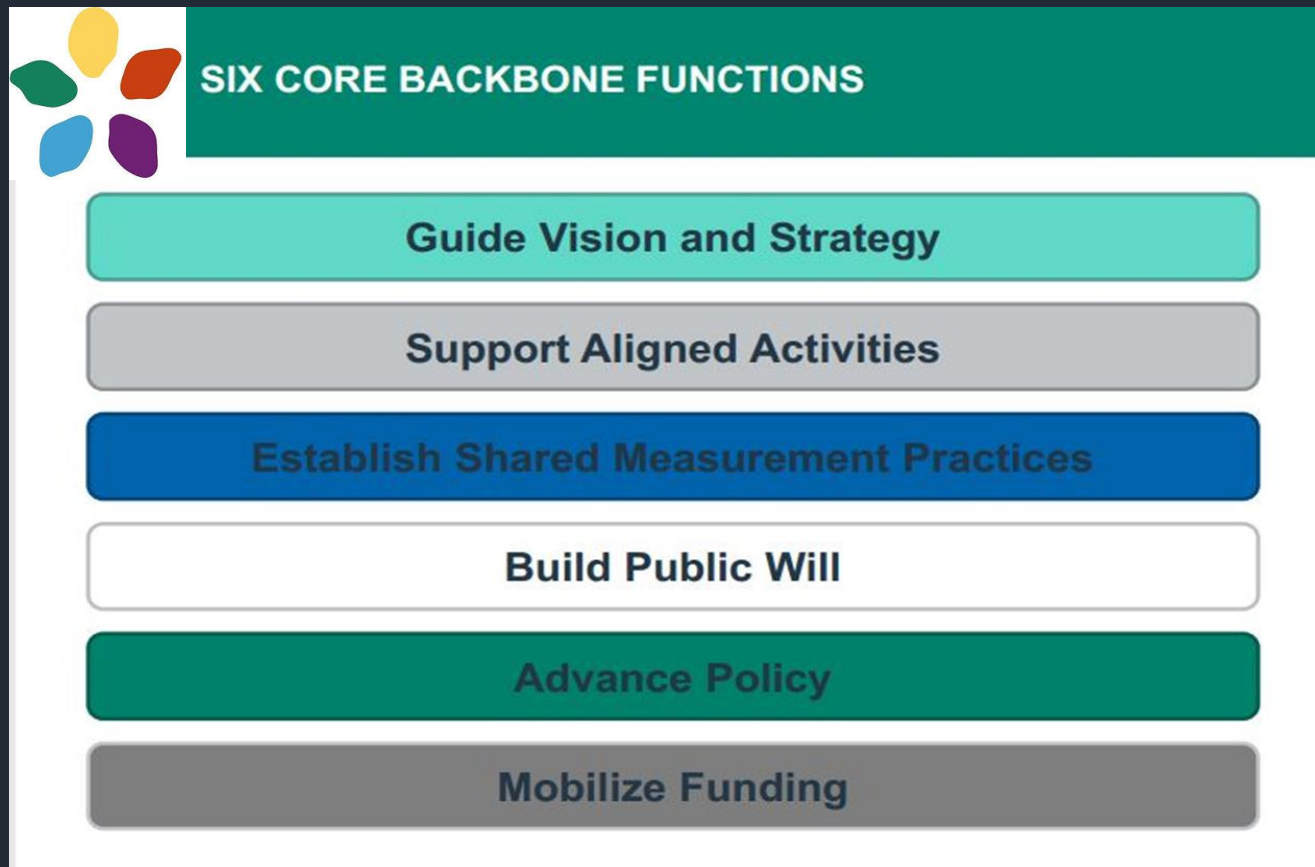 SIX CORE BACKBONE FUNCTIONS
Guide Vision and Strategy
Support Aligned Activities
Establish Shared Measurement Practices
Build Public Will
Advance Policy
Mobilize Funding